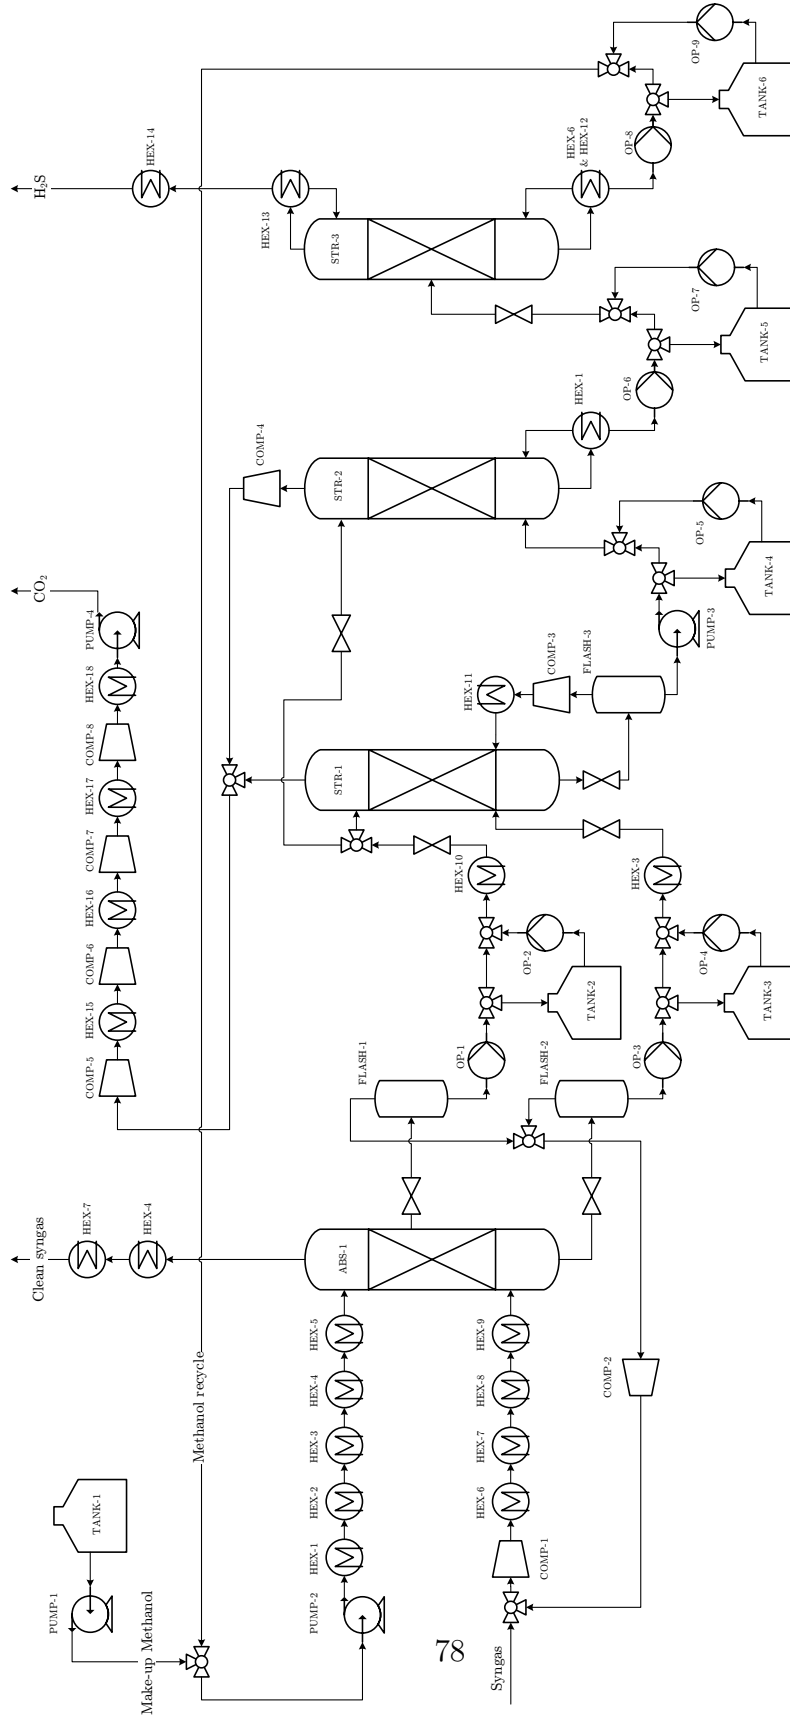 H₂S
HEX-14
HEX-13
STR-3
HEX-6
& HEX-12
OP-8
OP-9
TANK-6
OP-7
TANK-5
OP-6
HEX-1
COMP-4
STR-2
OP-5
TANK-4
PUMP-3
CO₂
PUMP-4
HEX-18
COMP-8
HEX-17
COMP-7
HEX-16
COMP-6
HEX-15
COMP-5
HEX-11
COMP-3
FLASH-3
STR-1
HEX-10
HEX-3
OP-2
TANK-2
OP-4
TANK-3
OP-1
OP-3
FLASH-1
FLASH-2
Clean syngas
HEX-7
HEX-4
ABS-1
Methanol recycle
HEX-5
HEX-4
HEX-3
HEX-2
HEX-1
PUMP-2
HEX-9
HEX-8
HEX-7
HEX-6
COMP-1
COMP-2
TANK-1
PUMP-1
Make-up Methanol
Syngas
78